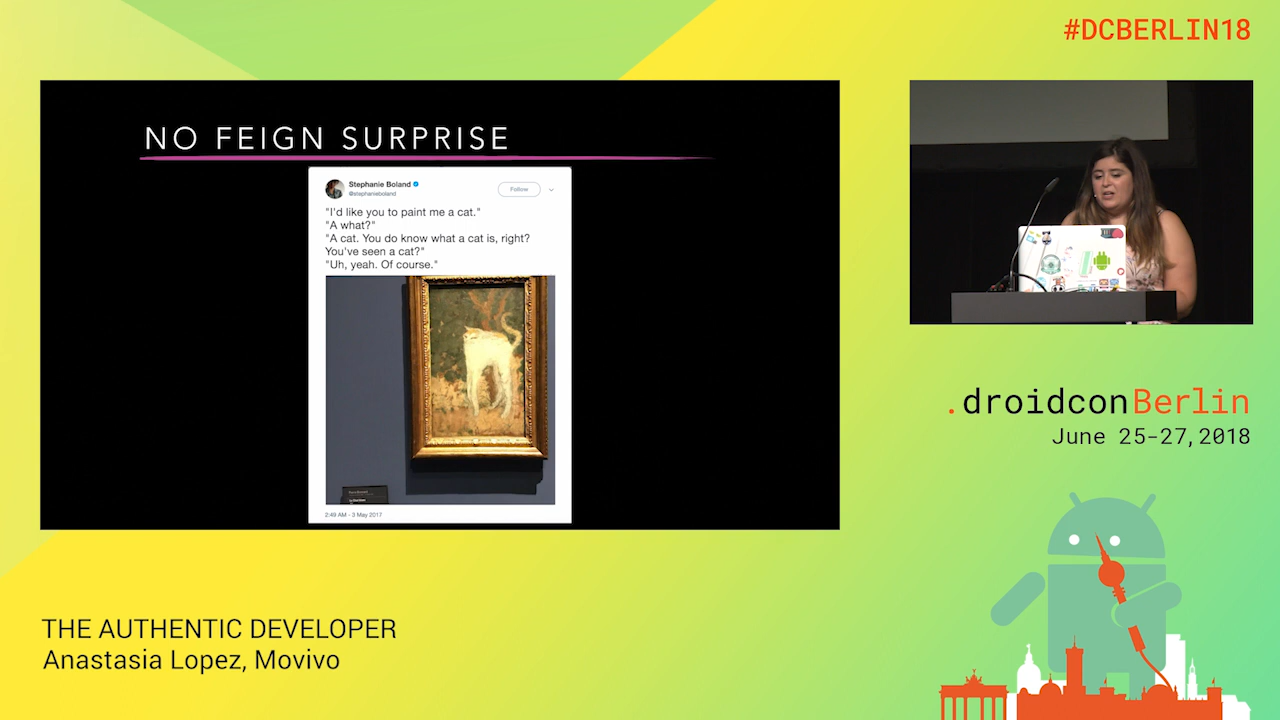 #DCBERLIN18
NO FEIGN SURPRISE
Stephanie Boland
@stephanieboland
Follow
"I'd like you to paint me a cat."
"A what?"
"A cat. You do know what a cat is, right?
You've seen a cat?"
"Uh, yeah. Of course."
2:49 AM - 3 May 2017
.droidconBerlin
June 25-27, 2018
THE AUTHENTIC DEVELOPER
Anastasia Lopez, Movivo